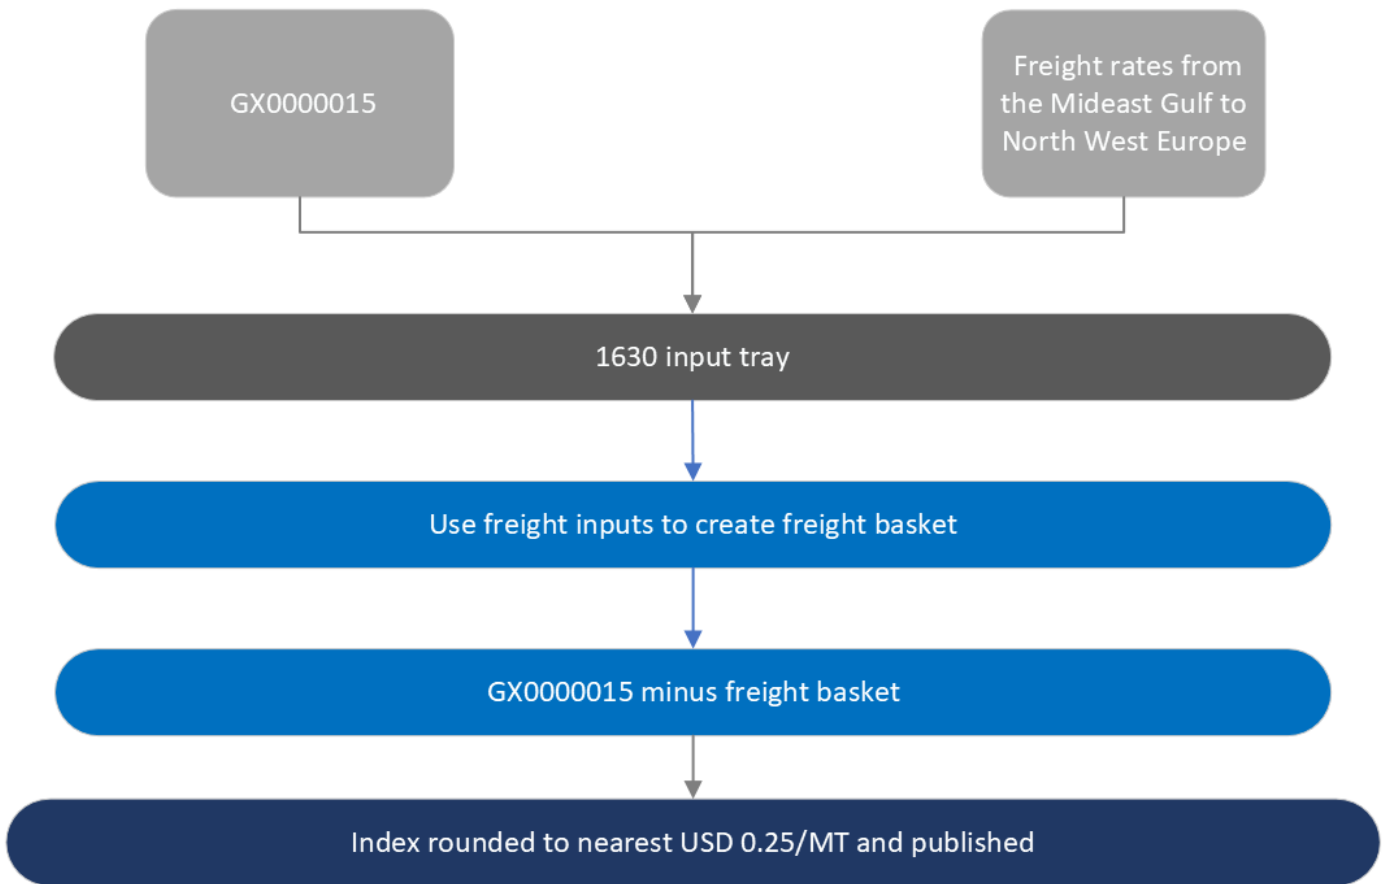 GX0000015
Freight rates from
the Mideast Gulf to
North West Europe
1630 input tray
Use freight inputs to create freight basket
GX0000015 minus freight basket
Index rounded to nearest USD 0.25/MT and published